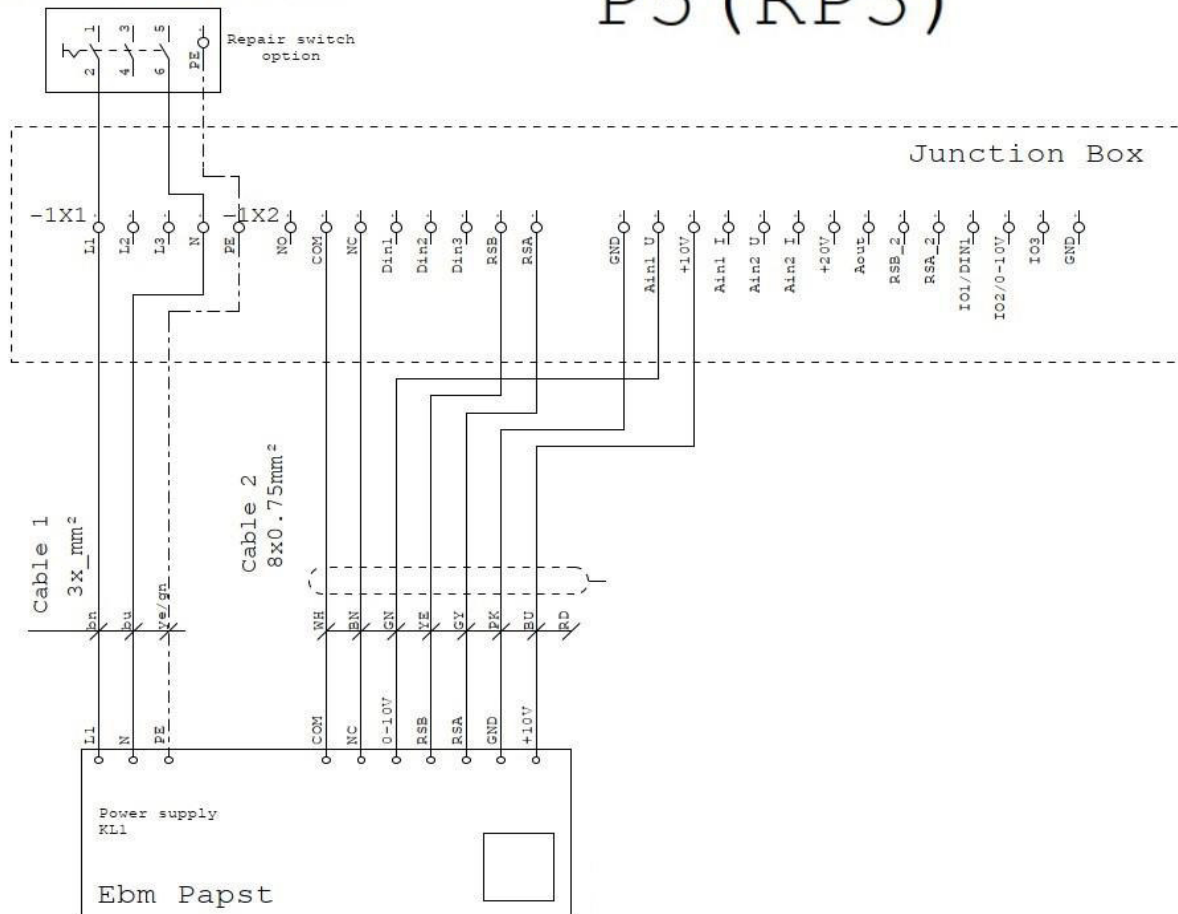 P5(RP5)
1
3
5
PE
2
4
6
Repair switch
option
Junction Box
-1X1
L1
L2
L3
N
PE
-1X2
NO
COM
NC
Din1
Din2
Din3
RSB
RSA
GND
Ain1 U
+10V
Ain1 I
Ain2 U
Ain2 I
+20V
Aout
RSB_2
RSA_2
IO1/DIN1
IO2/0-10V
IO3
GND
Cable 1
3x_mm²
Cable 2
8x0.75mm²
bn
bu
Ye/gn
WH
BN
GN
YE
GY
PK
BU
RD
L1
N
PE
COM
NC
0-10V
RSB
RSA
GND
+10V
Power supply
KL1
Ebm Papst